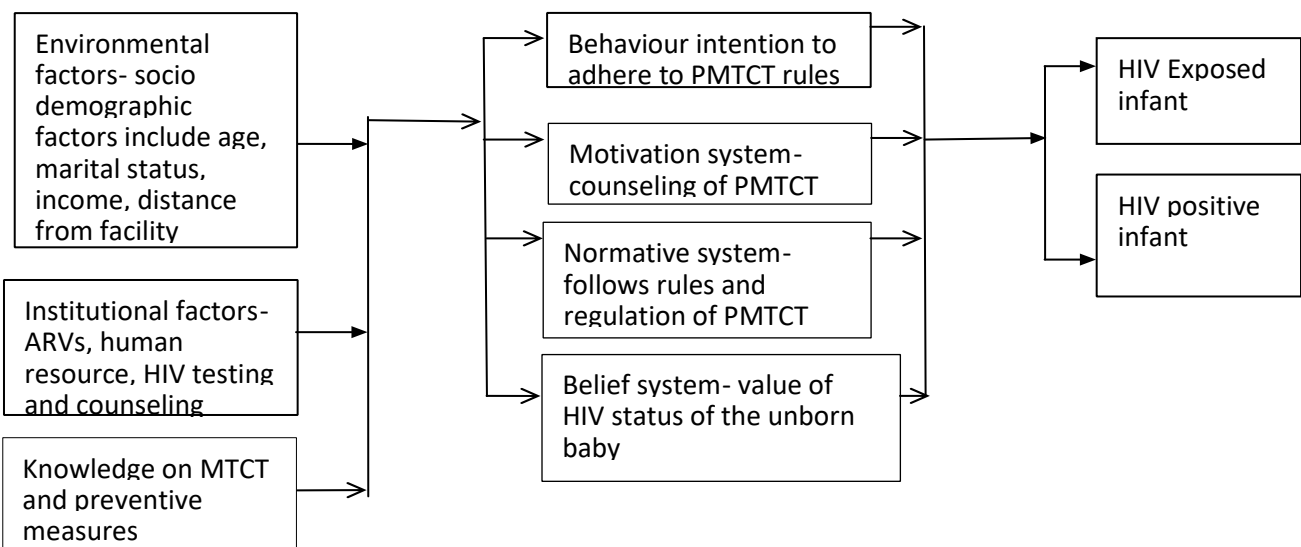 Environmental
factors- socio
demographic
factors include age,
marital status,
income, distance
from facility
Institutional factors-
ARVs, human
resource, HIV testing
and counseling
Knowledge on MTCT
and preventive
measures
Behaviour intention to
adhere to PMTCT rules
Motivation system-
counseling of PMTCT
Normative system-
follows rules and
regulation of PMTCT
Belief system- value of
HIV status of the unborn
baby
HIV Exposed
infant
HIV positive
infant